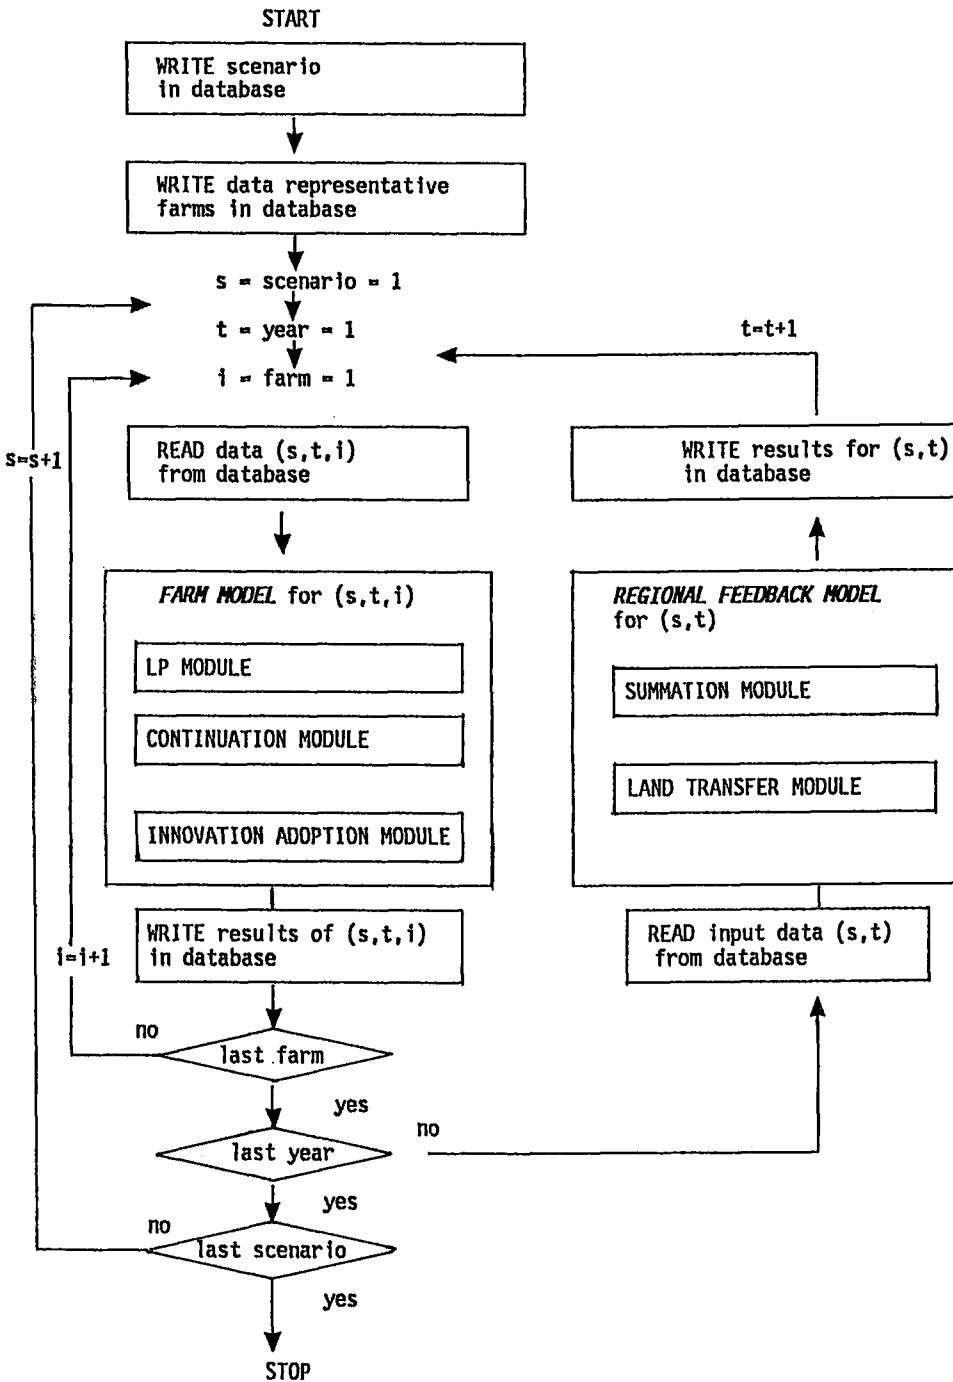 START
WRITE scenario
in database
WRITE data representative
farms in database
s = scenario = 1
t = year = 1
i = farm = 1
t=t+1
s=s+1
READ data (s,t,i)
from database
WRITE results for (s,t)
in database
FARM MODEL for (s,t,i)
LP MODULE
CONTINUATION MODULE
INNOVATION ADOPTION MODULE
REGIONAL FEEDBACK MODEL
for (s,t)
SUMMATION MODULE
LAND TRANSFER MODULE
WRITE results of (s,t,i)
in database
READ input data (s,t)
from database
i=i+1
no
last farm
yes
no
last year
yes
no
last scenario
yes
STOP